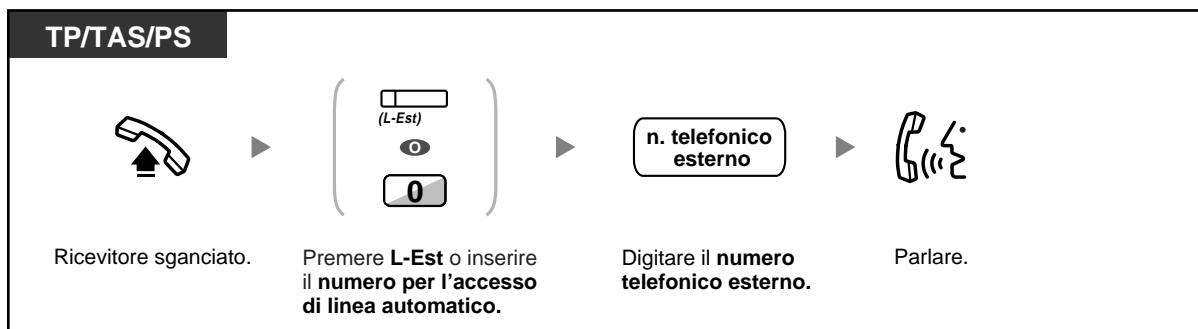 TP/TAS/PS
(L-Est)
O
0
n. telefonico
esterno
Ricevitore sganciato.
Premere L-Est o inserire
il numero per l'accesso
di linea automatico.
Digitare il numero
telefonico esterno.
Parlare.